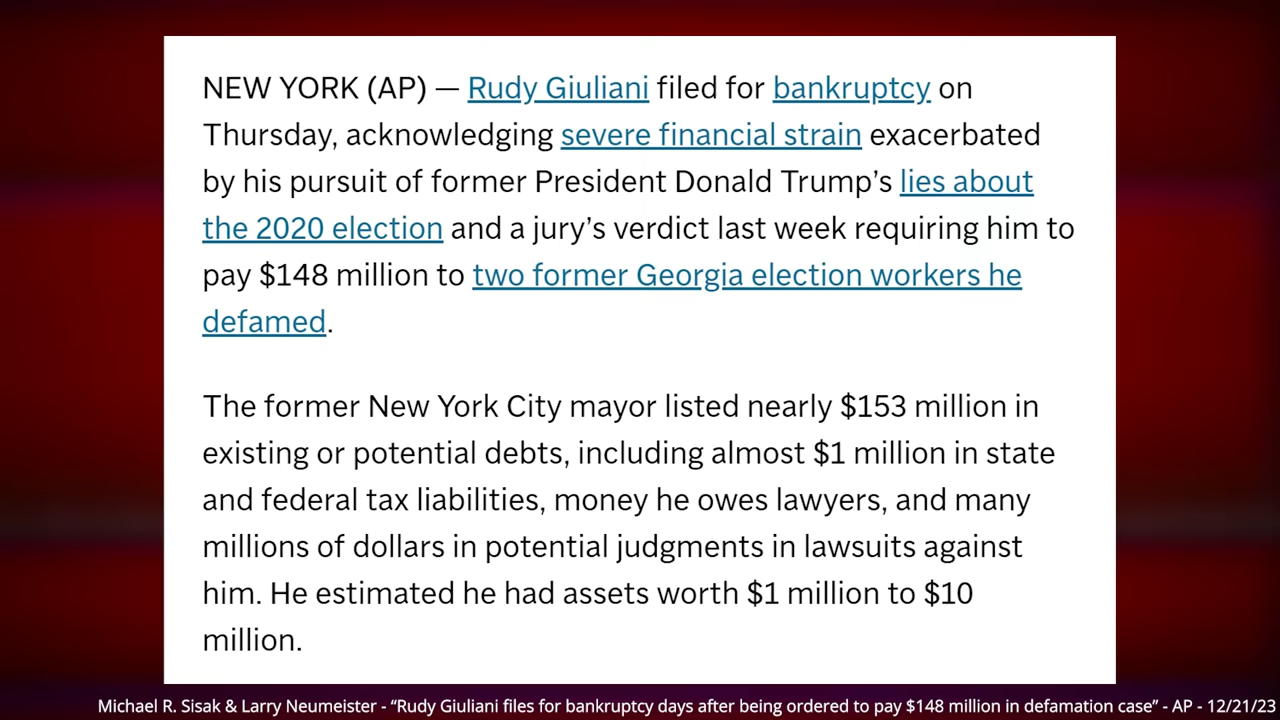 NEW YORK (AP) — Rudy Giuliani filed for bankruptcy on
Thursday, acknowledging severe financial strain exacerbated
by his pursuit of former President Donald Trump’s lies about
the 2020 election and a jury’s verdict last week requiring him to
pay $148 million to two former Georgia election workers he
defamed.
The former New York City mayor listed nearly $153 million in
existing or potential debts, including almost $1 million in state
and federal tax liabilities, money he owes lawyers, and many
millions of dollars in potential judgments in lawsuits against
him. He estimated he had assets worth $1 million to $10
million.
Michael R. Sisak & Larry Neumeister - “Rudy Giuliani files for bankruptcy days after being ordered to pay $148 million in defamation case” - AP - 12/21/23